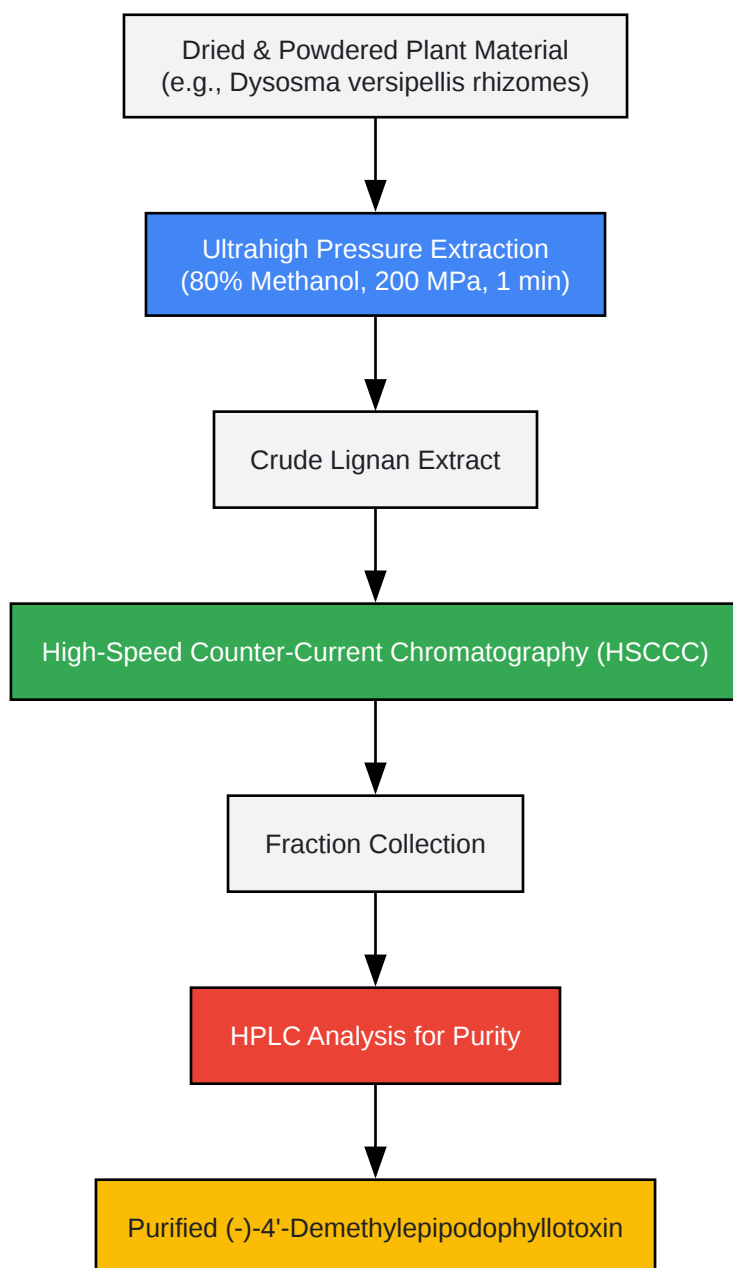 Dried & Powdered Plant Material
(e.g., Dysosma versipellis rhizomes)
Ultrahigh Pressure Extraction
(80% Methanol, 200 MPa, 1 min)
Crude Lignan Extract
High-Speed Counter-Current Chromatography (HSCCC)
Fraction Collection
HPLC Analysis for Purity
Purified (-)-4'-Demethylepipodophyllotoxin